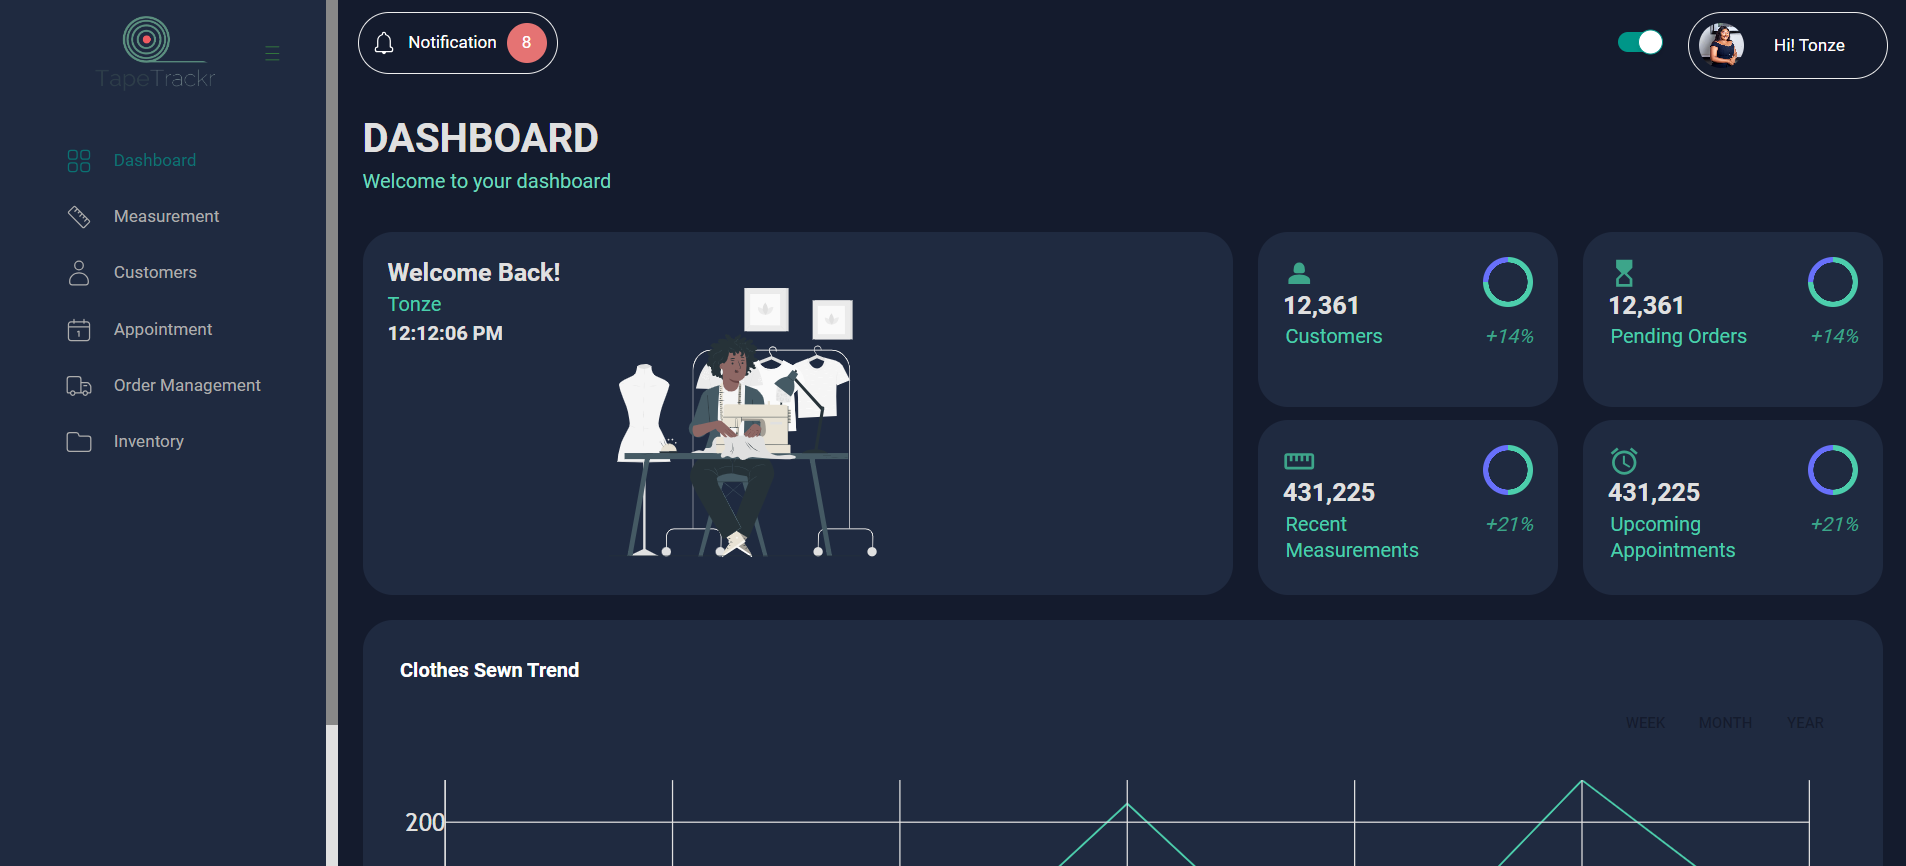 TapeTrackr
Dashboard
Measurement
Customers
1
Appointment
Order Management
Inventory
Notification 8
Hi! Tonze
DASHBOARD
Welcome to your dashboard
Welcome Back!
Tonze
12:12:06 PM
12,361
Customers +14%
12,361
Pending Orders +14%
431,225
Recent +21%
Measurements
431,225
Upcoming +21%
Appointments
Clothes Sewn Trend
WEEK MONTH YEAR
200